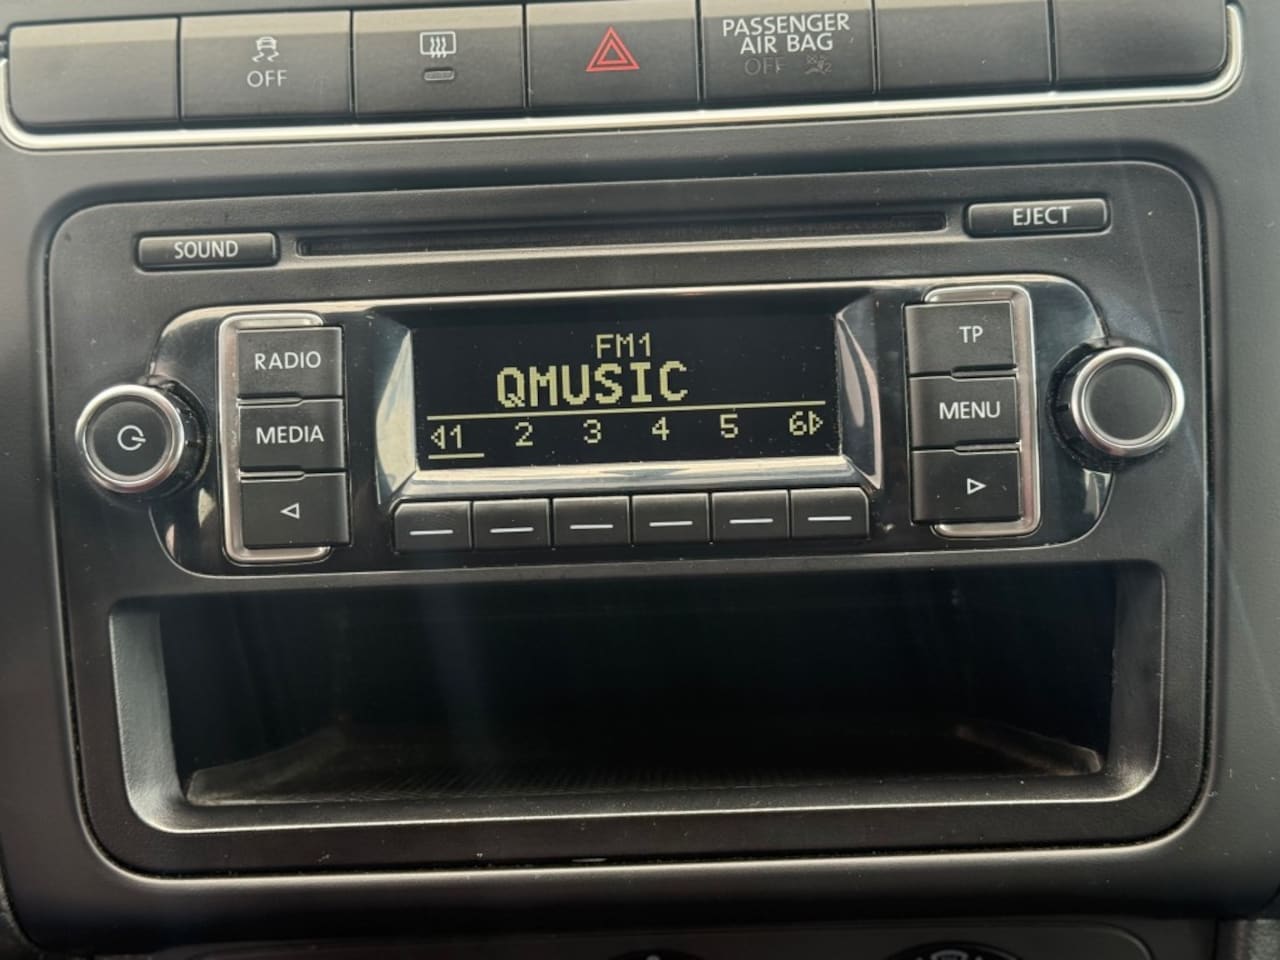 OFF
PASSENGER
AIR BAG
OFF
SOUND
EJECT
RADIO
MEDIA
FM1
QMUSIC
1 2 3 4 5 6
TP
MENU